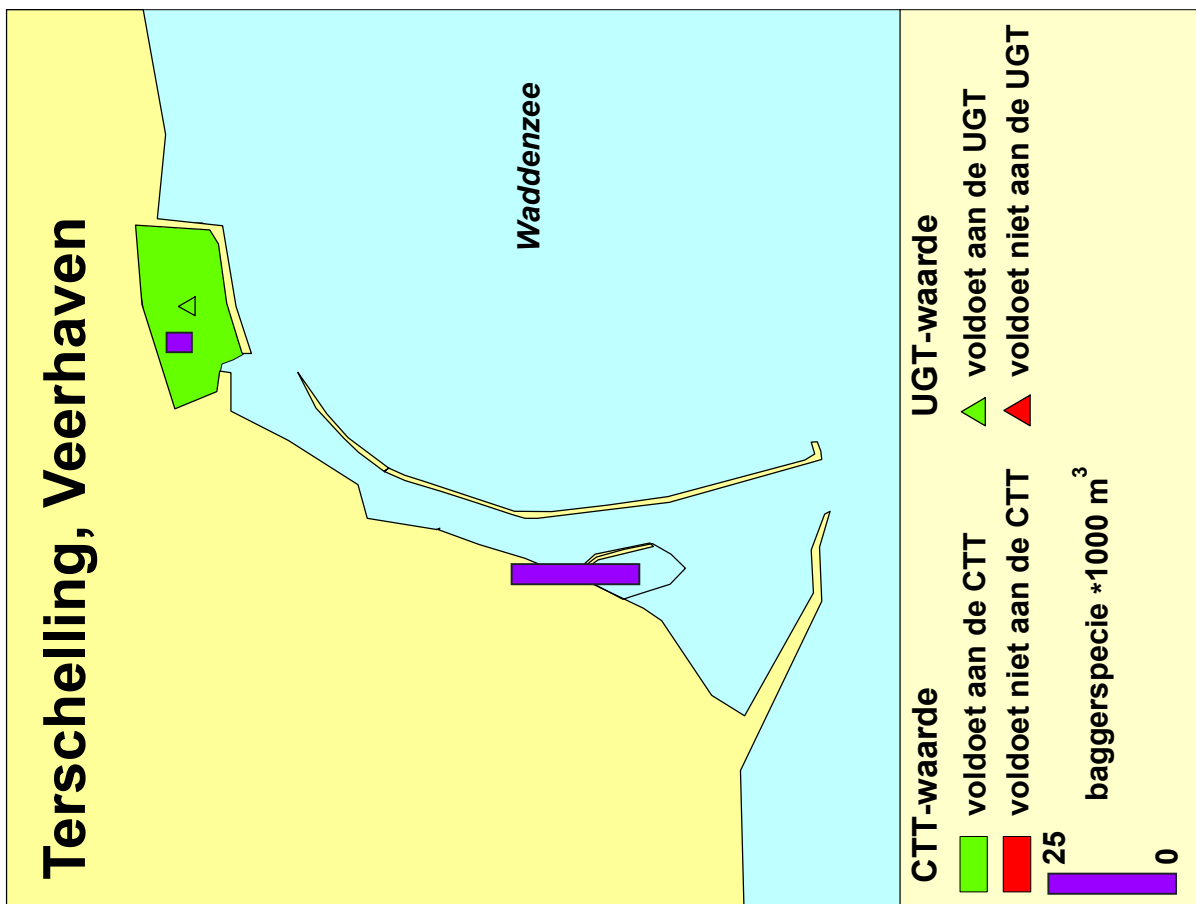 Terschelling, Veerhaven
Waddenzee
CTT-waarde
voldoet aan de CTT
voldoet niet aan de CTT
25
0
baggerspecie *1000 m³
UGT-waarde
voldoet aan de UGT
voldoet niet aan de UGT